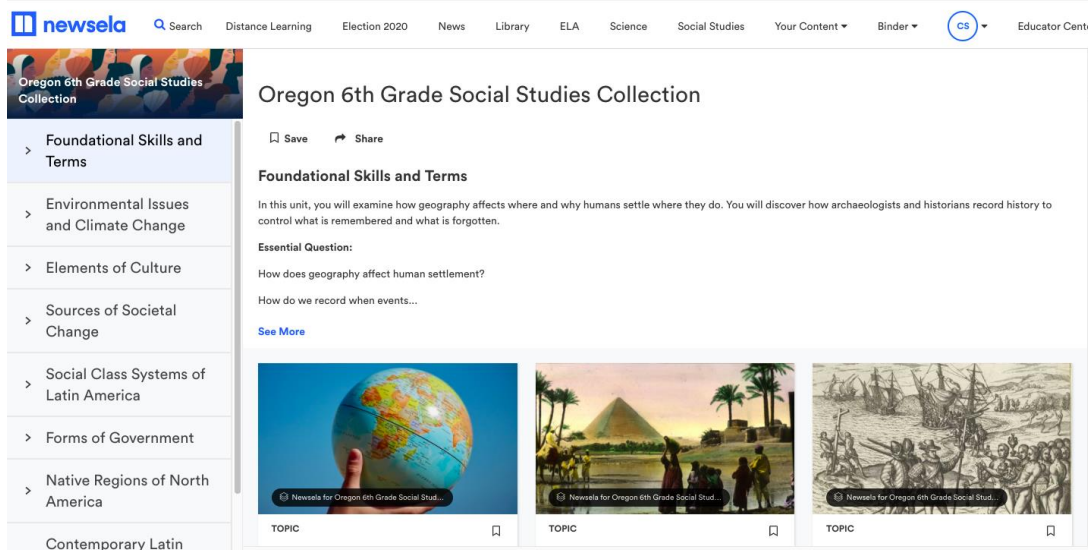 newsela
Search
Distance Learning
Election 2020
News
Library
ELA
Science
Social Studies
Your Content
Binder
CS
Educator Cent
Oregon 6th Grade Social Studies
Collection
Foundational Skills and
Terms
Environmental Issues
and Climate Change
Elements of Culture
Sources of Societal
Change
Social Class Systems of
Latin America
Forms of Government
Native Regions of North
America
Contemporary Latin
Oregon 6th Grade Social Studies Collection
Save
Share
Foundational Skills and Terms
In this unit, you will examine how geography affects where and why humans settle where they do. You will discover how archaeologists and historians record history to
control what is remembered and what is forgotten.
Essential Question:
How does geography affect human settlement?
How do we record when events...
See More
Newsela for Oregon 6th Grade Social Stud...
TOPIC
Newsela for Oregon 6th Grade Social Stud...
TOPIC
Newsela for Oregon 6th Grade Social Stud...
TOPIC